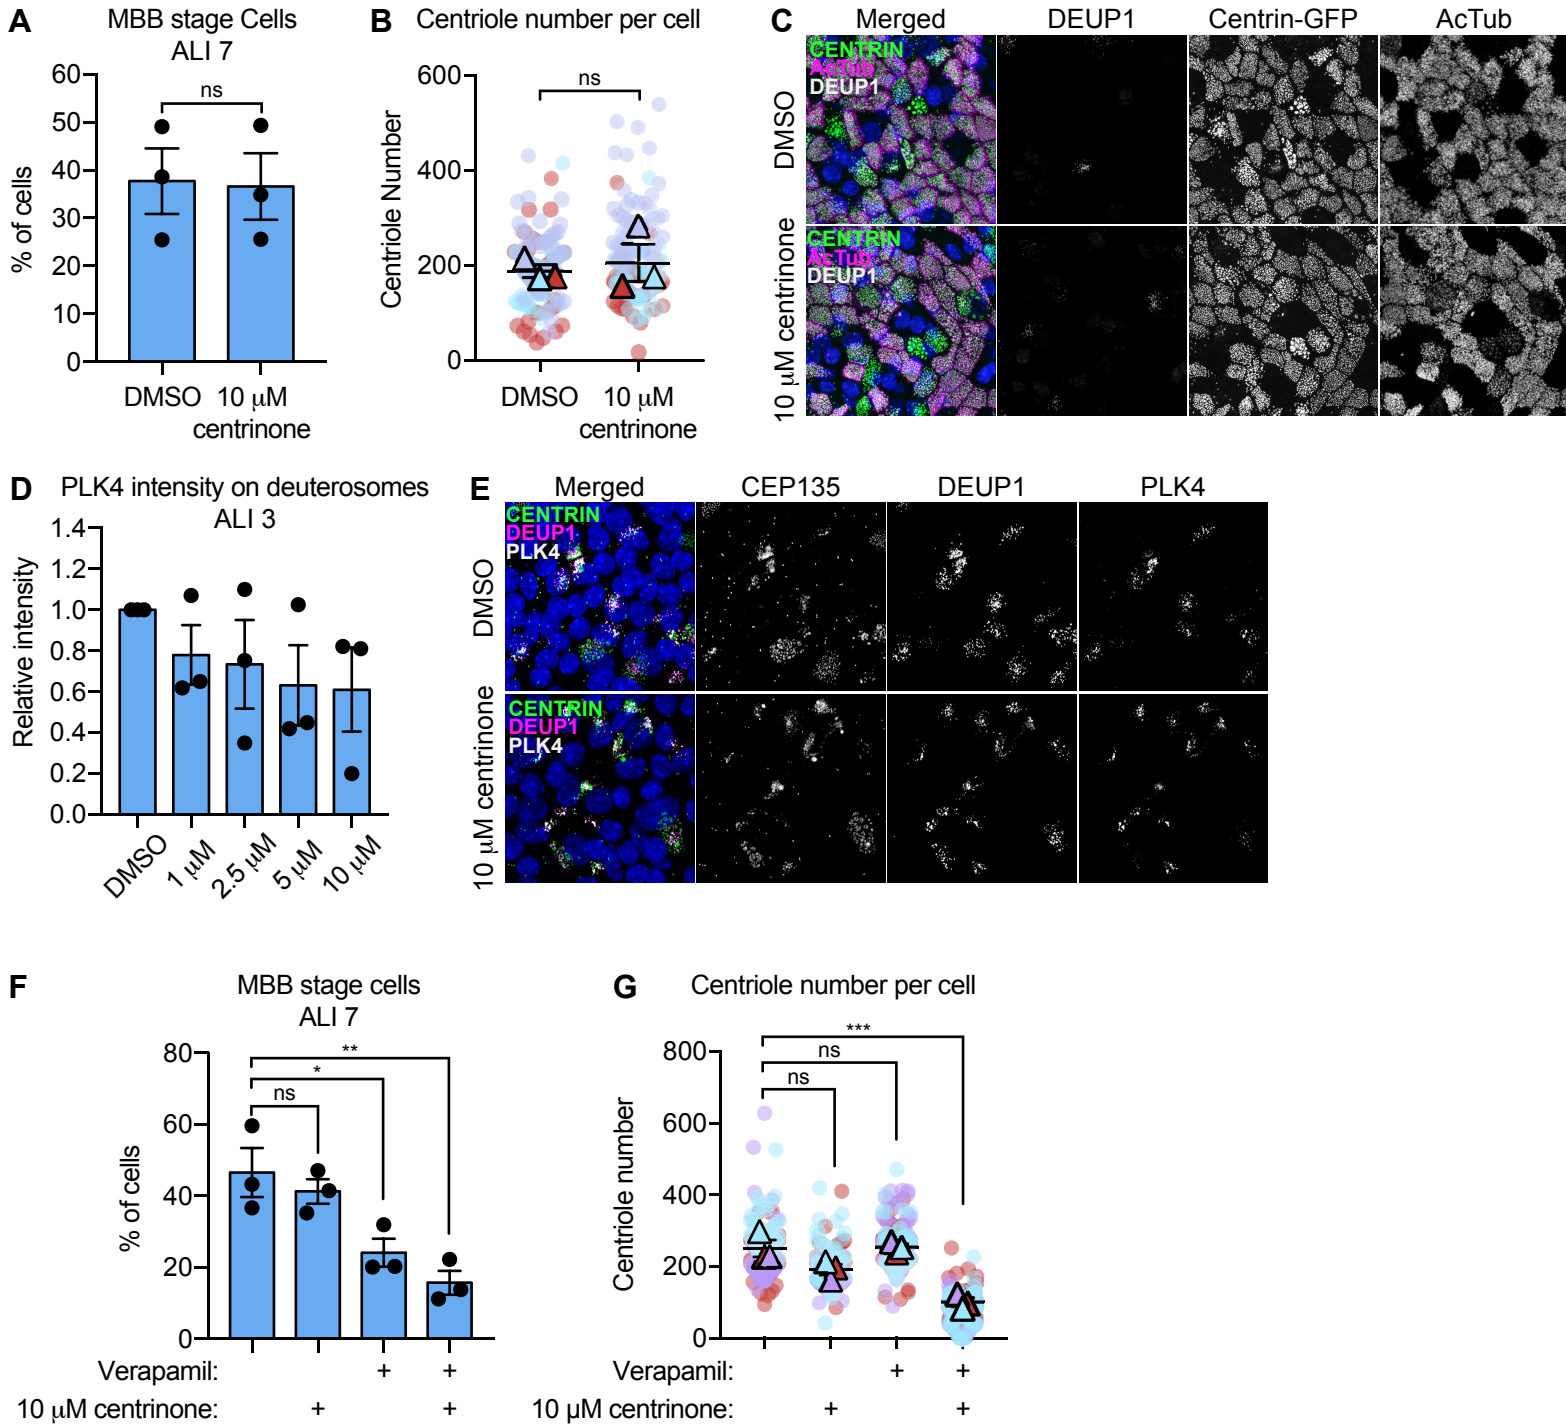 A
MBB stage Cells
ALI 7
60
50
40
30
20
10
0
% of cells
ns
DMSO
10 μM
centrinone
B
Centriole number per cell
600
400
200
0
Centriole Number
ns
DMSO
10 μM
centrinone
C
Merged
DEUP1
Centrin-GFP
AcTub
DMSO
CENTRIN
AcTub
DEUP1
10 μM centrinone
CENTRIN
AcTub
DEUP1
D
PLK4 intensity on deuterosomes
ALI 3
1.4
1.2
1.0
0.8
0.6
0.4
0.2
0.0
Relative intensity
DMSO
1 μM
2.5 μM
5 μM
10 μM
E
Merged
CEP135
DEUP1
PLK4
DMSO
CENTRIN
DEUP1
PLK4
10 μM centrinone
CENTRIN
DEUP1
PLK4
F
MBB stage cells
ALI 7
80
60
40
20
0
% of cells
**
*
ns
Verapamil: + +
10 μM centrinone: + +
G
Centriole number per cell
800
600
400
200
0
Centriole number
***
ns
ns
Verapamil: + +
10 μM centrinone: + +